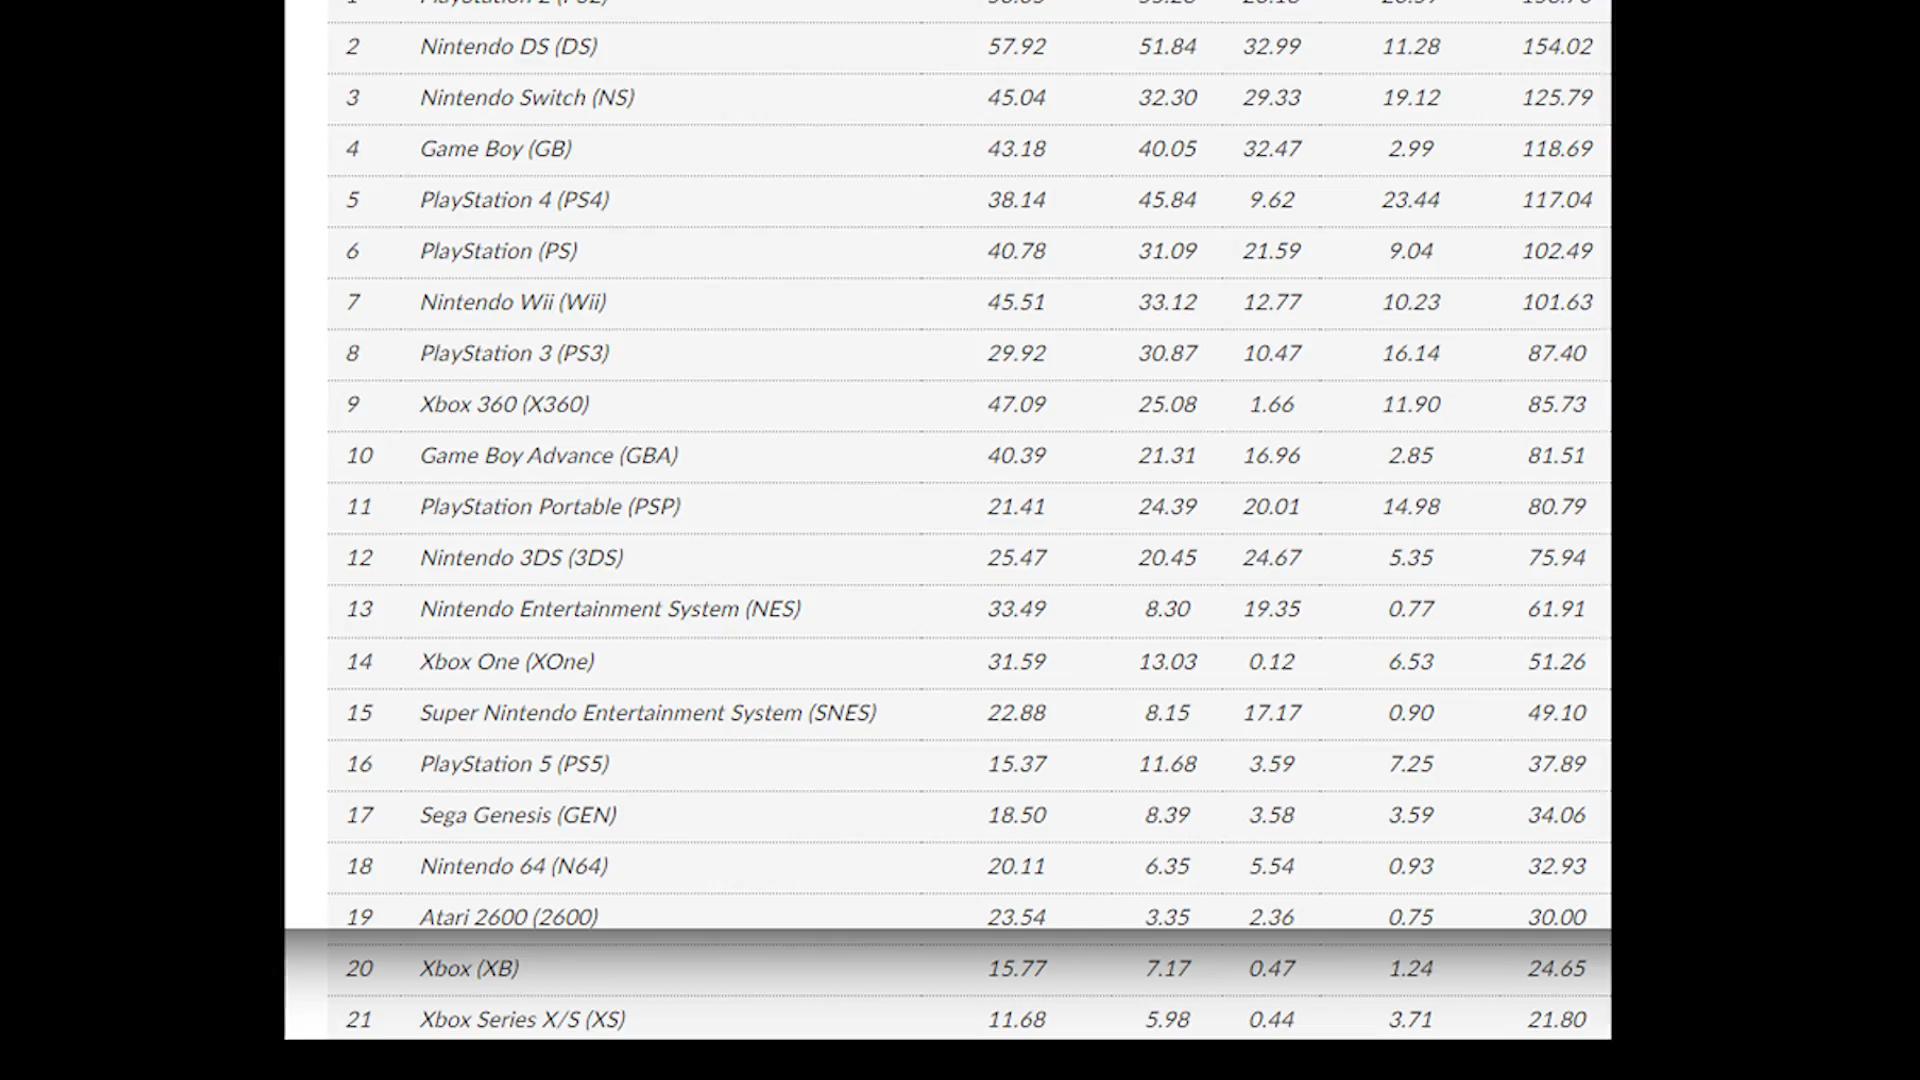 2 Nintendo DS (DS) 57.92 51.84 32.99 11.28 154.02
3 Nintendo Switch (NS) 45.04 32.30 29.33 19.12 125.79
4 Game Boy (GB) 43.18 40.05 32.47 2.99 118.69
5 PlayStation 4 (PS4) 38.14 45.84 9.62 23.44 117.04
6 PlayStation (PS) 40.78 31.09 21.59 9.04 102.49
7 Nintendo Wii (Wii) 45.51 33.12 12.77 10.23 101.63
8 PlayStation 3 (PS3) 29.92 30.87 10.47 16.14 87.40
9 Xbox 360 (X360) 47.09 25.08 1.66 11.90 85.73
10 Game Boy Advance (GBA) 40.39 21.31 16.96 2.85 81.51
11 PlayStation Portable (PSP) 21.41 24.39 20.01 14.98 80.79
12 Nintendo 3DS (3DS) 25.47 20.45 24.67 5.35 75.94
13 Nintendo Entertainment System (NES) 33.49 8.30 19.35 0.77 61.91
14 Xbox One (XOne) 31.59 13.03 0.12 6.53 51.26
15 Super Nintendo Entertainment System (SNES) 22.88 8.15 17.17 0.90 49.10
16 PlayStation 5 (PS5) 15.37 11.68 3.59 7.25 37.89
17 Sega Genesis (GEN) 18.50 8.39 3.58 3.59 34.06
18 Nintendo 64 (N64) 20.11 6.35 5.54 0.93 32.93
19 Atari 2600 (2600) 23.54 3.35 2.36 0.75 30.00
20 Xbox (XB) 15.77 7.17 0.47 1.24 24.65
21 Xbox Series X/S (XS) 11.68 5.98 0.44 3.71 21.80